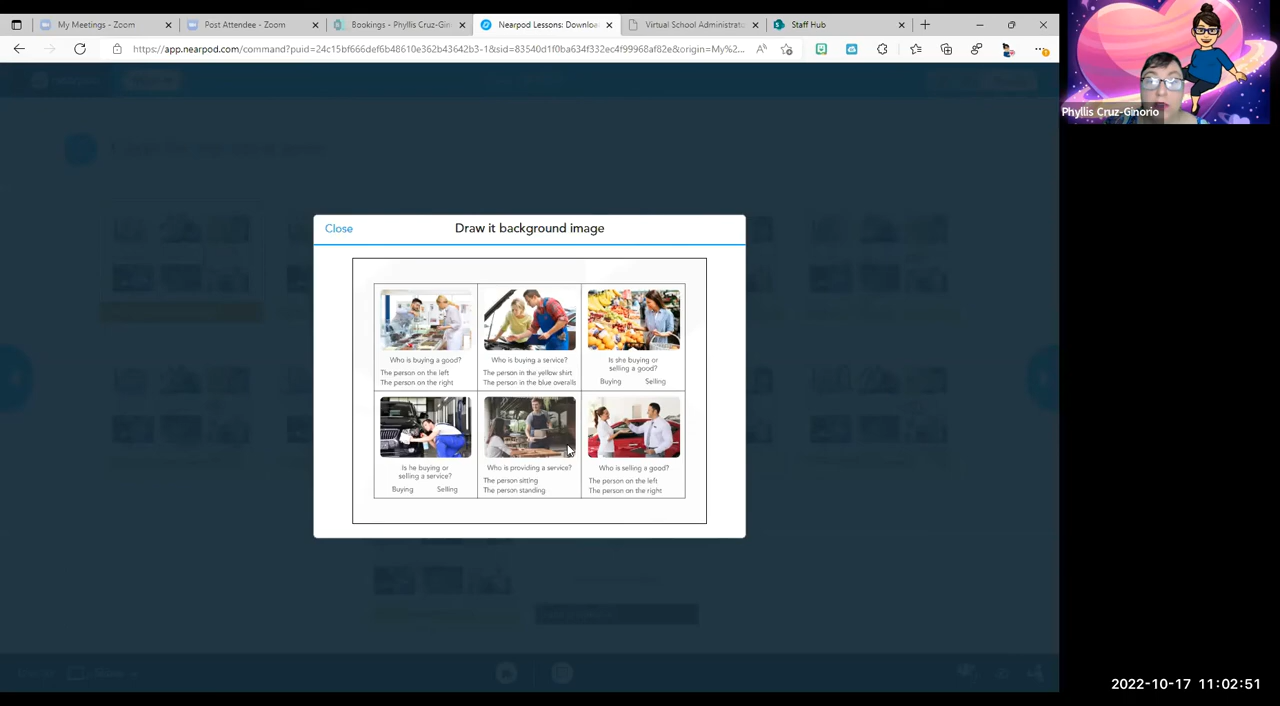 My Meetings - Zoom
Post Attendee - Zoom
Bookings - Phyllis Cruz-Gino
Nearpod Lessons: Downloa
Virtual School Administrat
Staff Hub
https://app.nearpod.com/command?puid=24c15bf666def6b48610e362b43642b3-1&sid=83540d1f0ba634f332ec4f99968af82e&origin=My%2...
Phyllis Cruz-Ginorio
Close
Draw it background image
Who is buying a good?
The person on the left
The person on the right
Who is buying a service?
The person in the yellow shirt
The person in the blue overalls
Is she buying or
selling a good?
Buying Selling
Is he buying or
selling a service?
Buying Selling
Who is providing a service?
The person sitting
The person standing
Who is selling a good?
The person on the left
The person on the right
2022-10-17 11:02:51